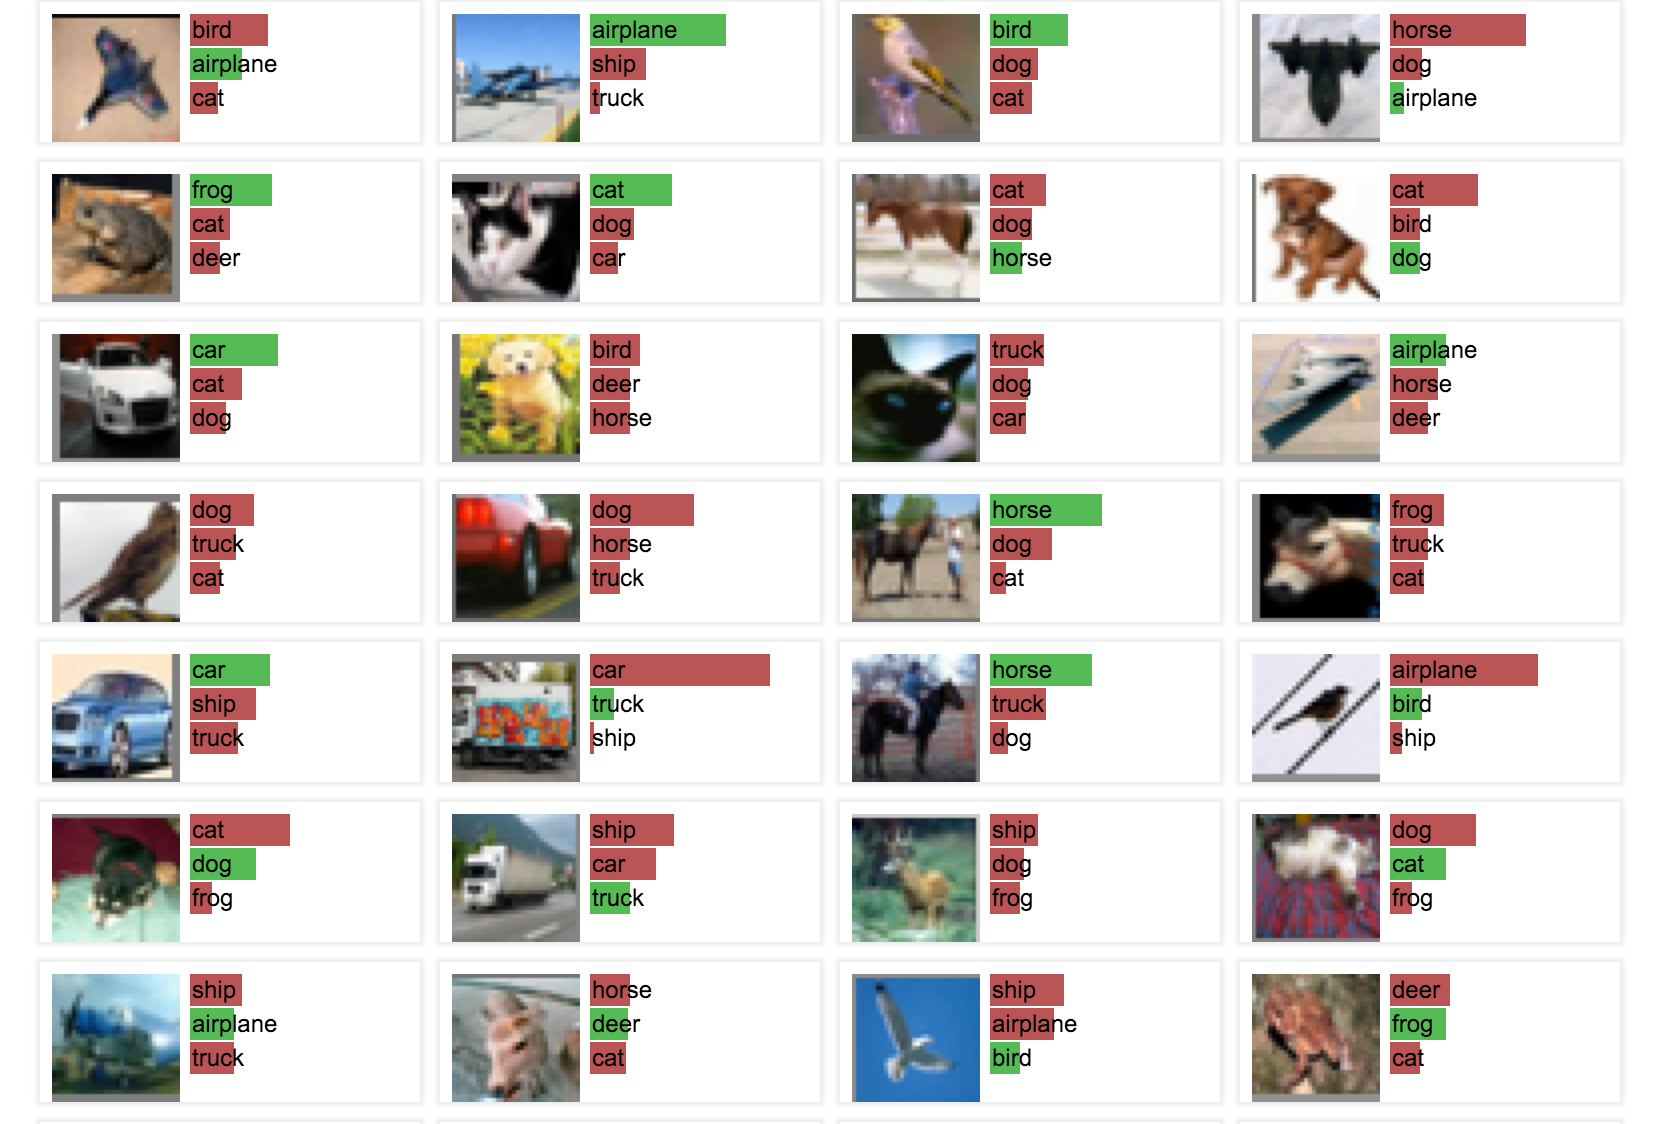 bird
airplane
cat
airplane
ship
truck
bird
dog
cat
horse
dog
airplane
frog
cat
deer
cat
dog
car
cat
dog
horse
cat
bird
dog
car
cat
dog
bird
deer
horse
truck
dog
car
airplane
horse
deer
dog
truck
cat
dog
horse
truck
horse
dog
cat
frog
truck
cat
car
ship
truck
car
truck
ship
horse
truck
dog
airplane
bird
ship
cat
dog
frog
ship
car
truck
ship
dog
frog
dog
cat
frog
ship
airplane
truck
horse
deer
cat
ship
airplane
bird
deer
frog
cat